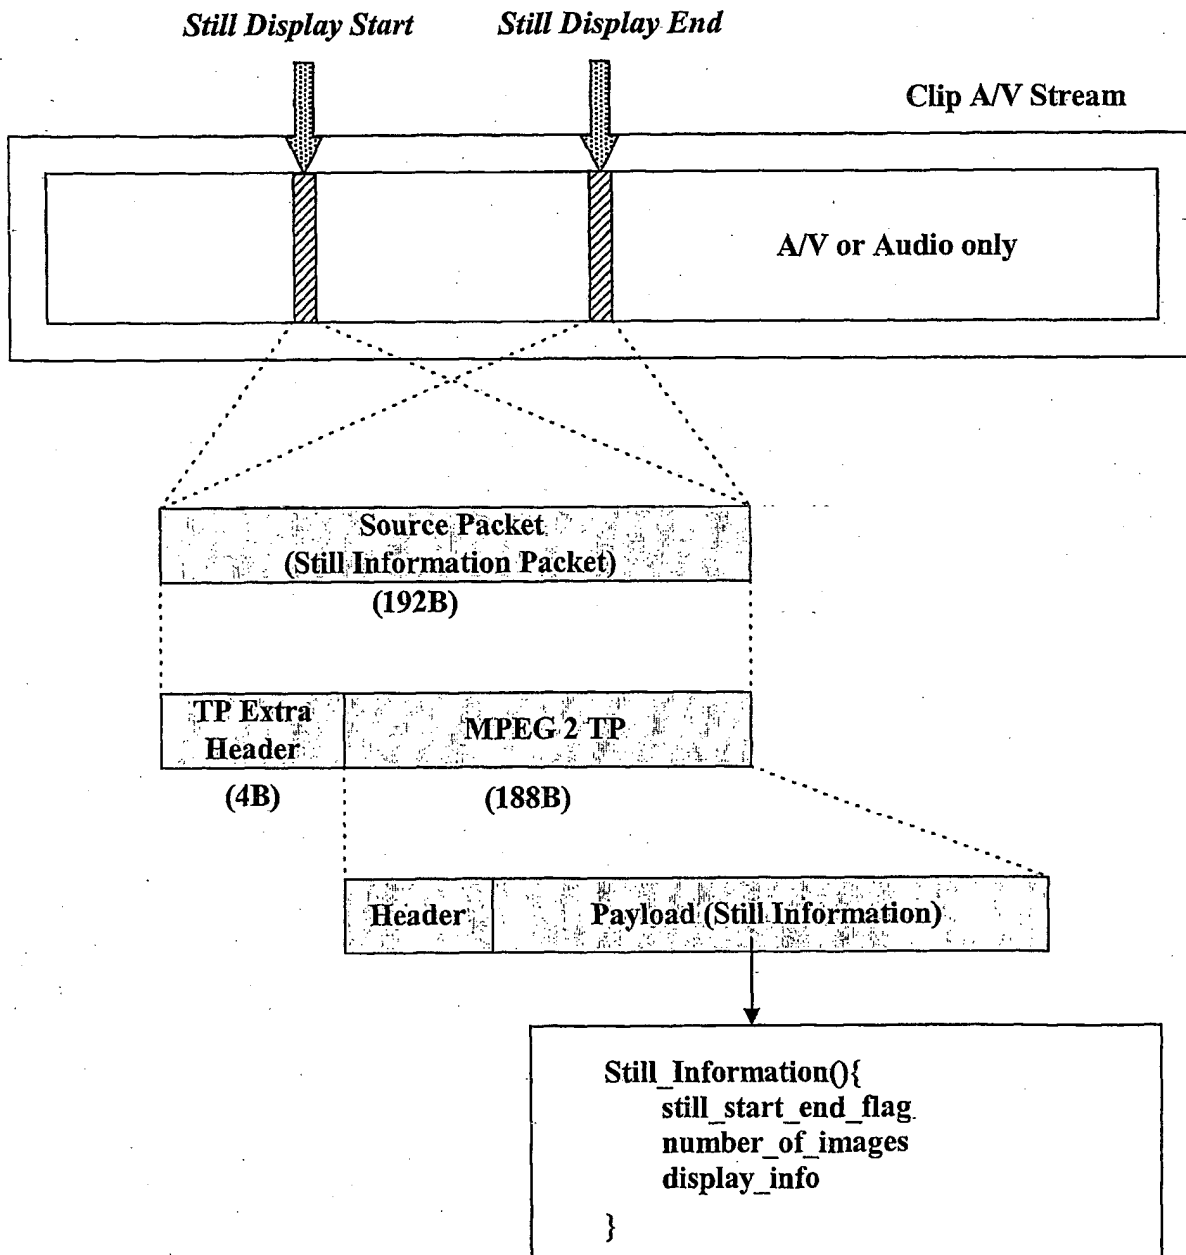 Still Display Start
Still Display End
Clip A/V Stream
A/V or Audio only
Source Packet
(Still Information Packet)
(192B)
TP Extra
Header
MPEG 2 TP
(4B)
(188B)
Header
Payload (Still Information)
Still_Information(){
still_start_end_flag
number_of_images
display_info
}